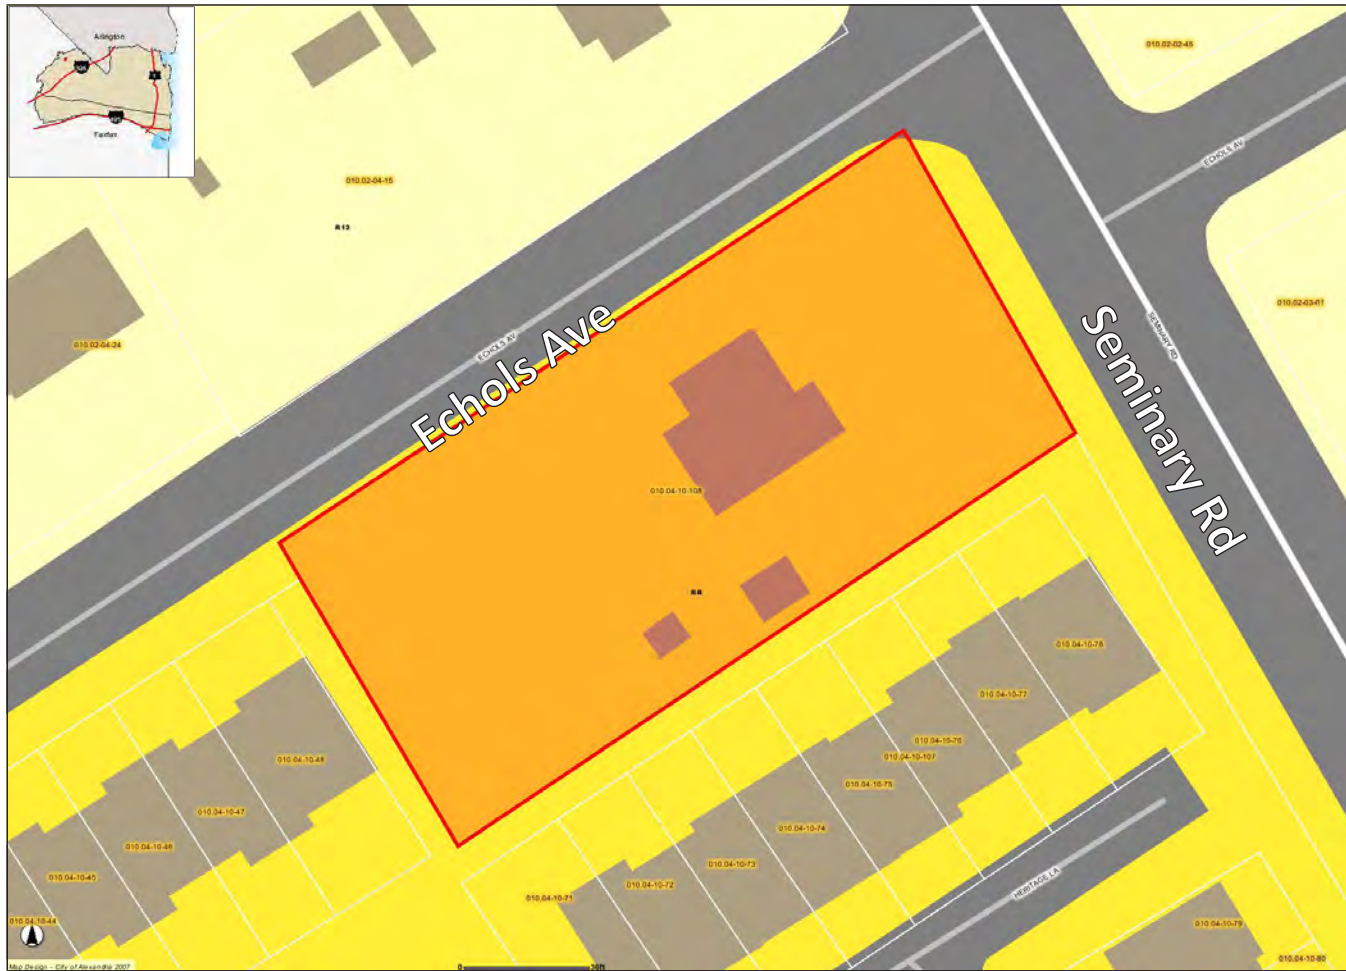 Arlington
Fairfax
010.02-02-45
ECHOLS AV
010.02-04-15
R12
010.02-03-01
010.02-04-24
ECHOLS AV
Echols Ave
SEMINARY RD
Seminary Rd
010.04-10-108
010.04-10-78
010.04-10-77
010.04-10-76
010.04-10-107
010.04-10-75
010.04-10-48
010.04-10-47
010.04-10-46
010.04-10-45
010.04-10-44
010.04-10-74
010.04-10-73
010.04-10-72
010.04-10-71
HERITAGE LA
010.04-10-79
010.04-10-80
Map Design - City of Alexandria 2007
0 36ft